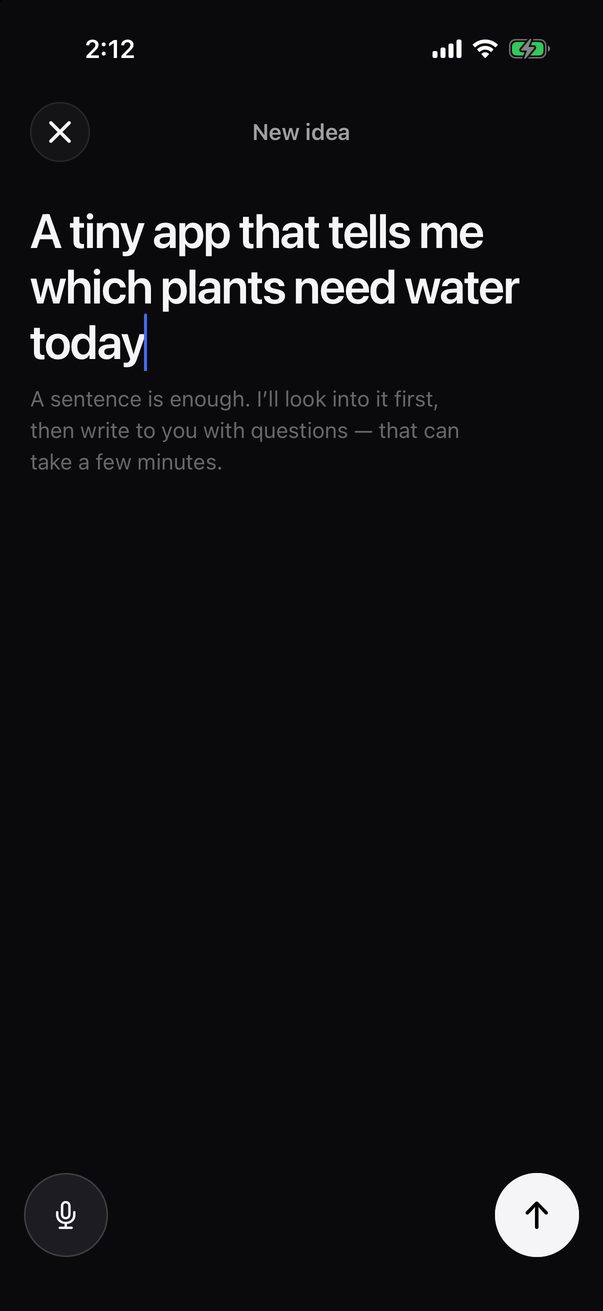 2:12
New idea
A tiny app that tells me
which plants need water
today
A sentence is enough. I’ll look into it first,
then write to you with questions — that can
take a few minutes.